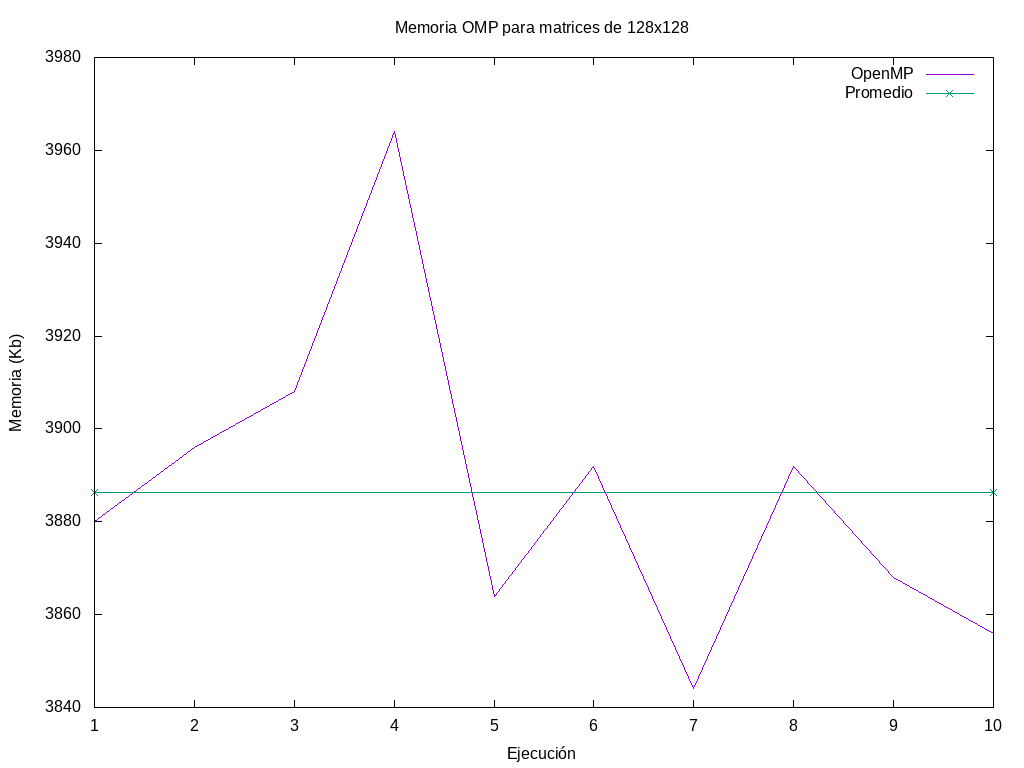 Memoria OMP para matrices de 128x128
OpenMP
Promedio
3980
3960
3940
3920
3900
3880
3860
3840
Memoria (Kb)
1 2 3 4 5 6 7 8 9 10
Ejecución